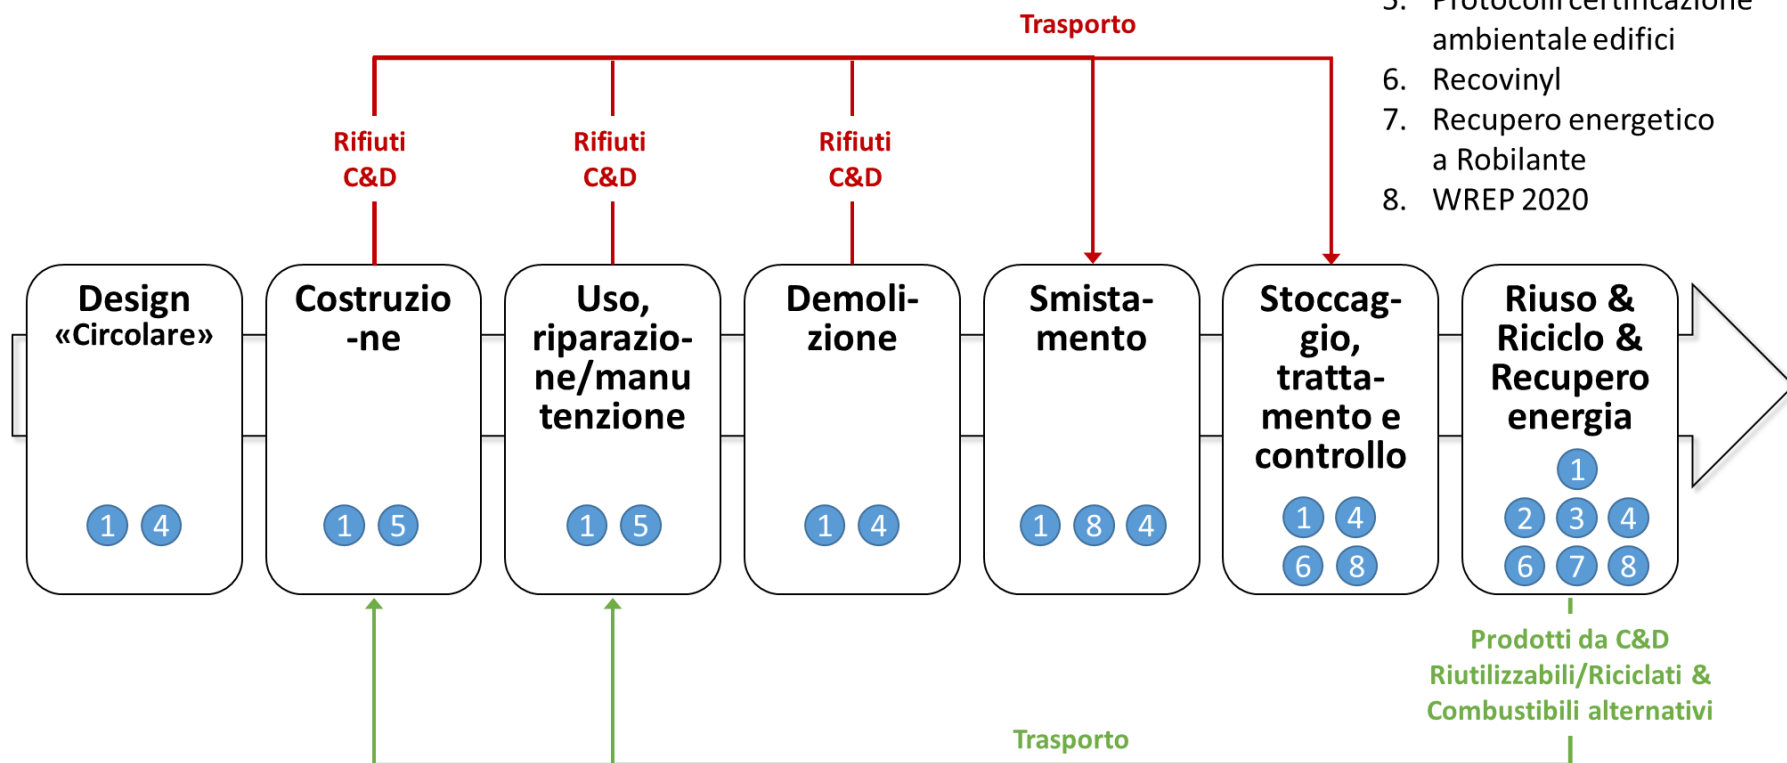 Trasporto
5. Protocolli certificazione
ambientale edifici
6. Recovinyl
7. Recupero energetico
a Robilante
8. WREP 2020
Rifiuti
C&D
Rifiuti
C&D
Rifiuti
C&D
Design
«Circolare»
1 4
Costruzio
-ne
1 5
Uso,
riparazio-
ne/manu
tenzione
1 5
Demoli-
zione
1 4
Smista-
mento
1 8 4
Stoccag-
gio,
tratta-
mento e
controllo
1 4
6 8
Riuso &
Riciclo &
Recupero
energia
1
2 3 4
6 7 8
Prodotti da C&D
Riutilizzabili/Riciclati &
Combustibili alternativi
Trasporto